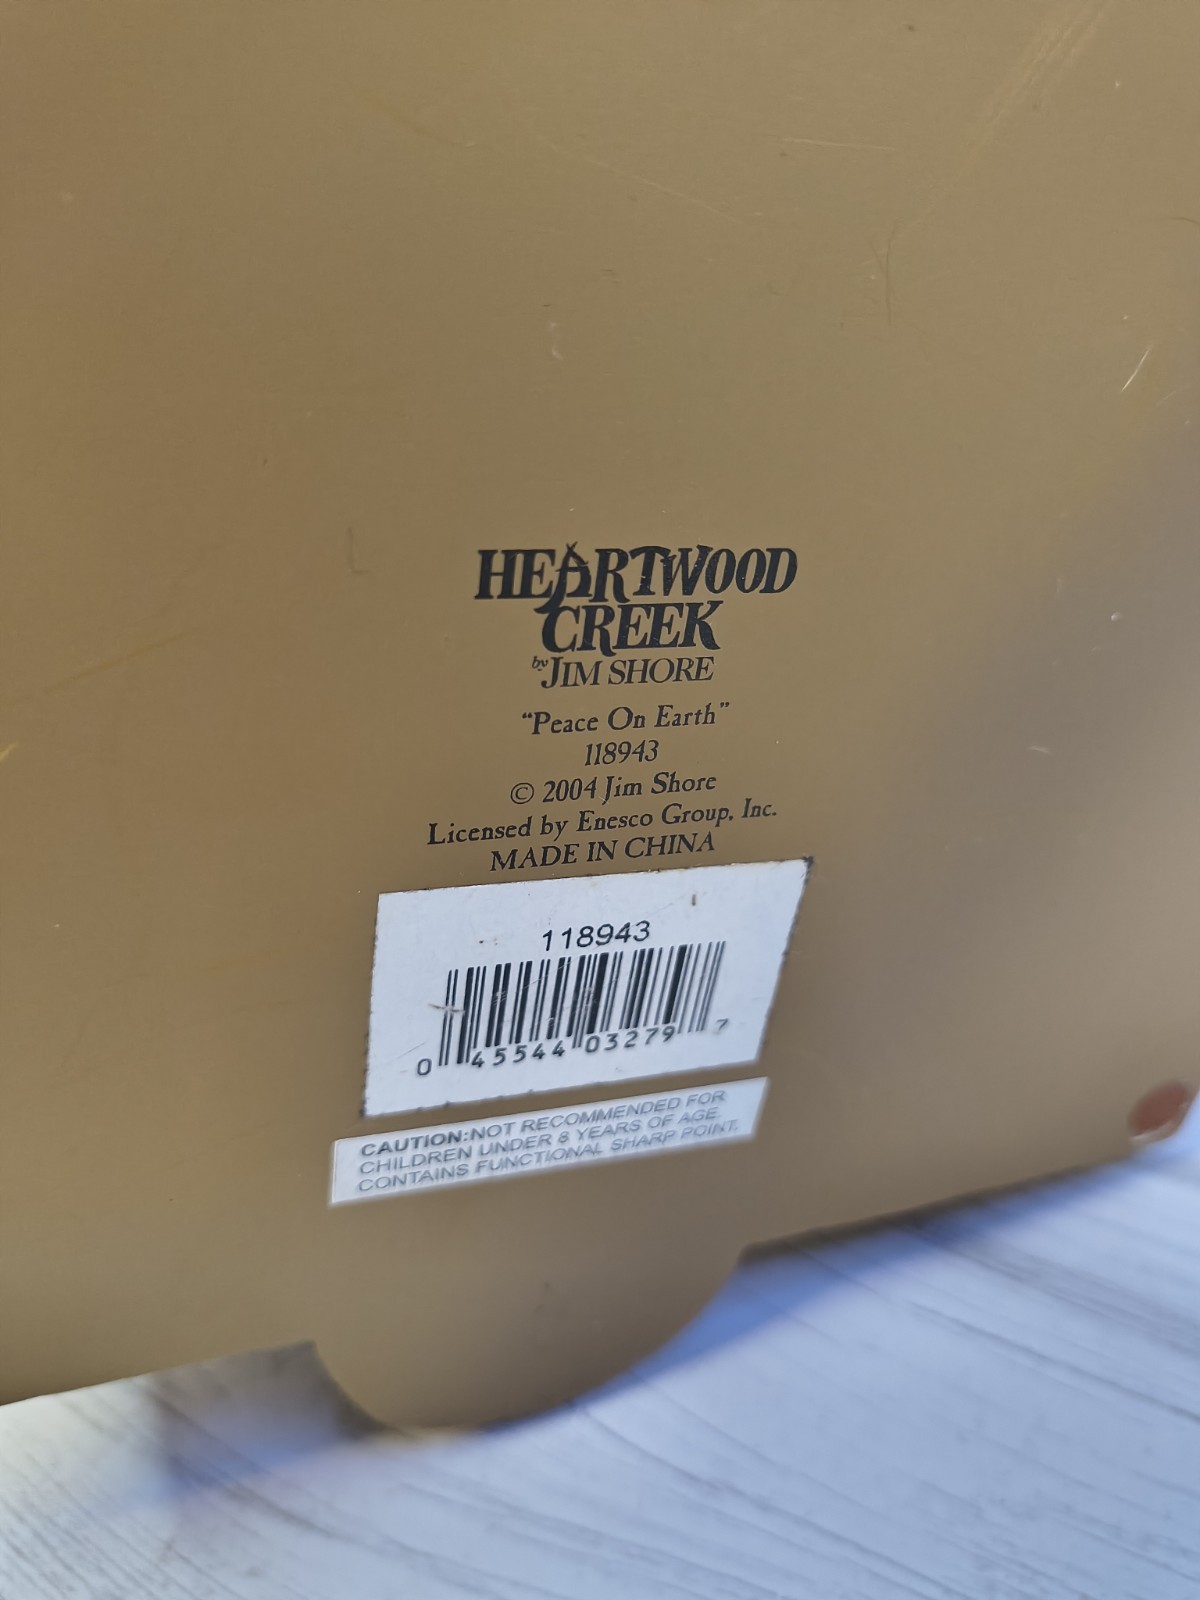 HEARTWOOD
CREEK
by JIM SHORE
“Peace On Earth”
118943
© 2004 Jim Shore
Licensed by Enesco Group, Inc.
MADE IN CHINA
118943
0 45544 03279 7
CAUTION:NOT RECOMMENDED FOR
CHILDREN UNDER 6 YEARS OF AGE.
CONTAINS FUNCTIONAL SHARP POINT.